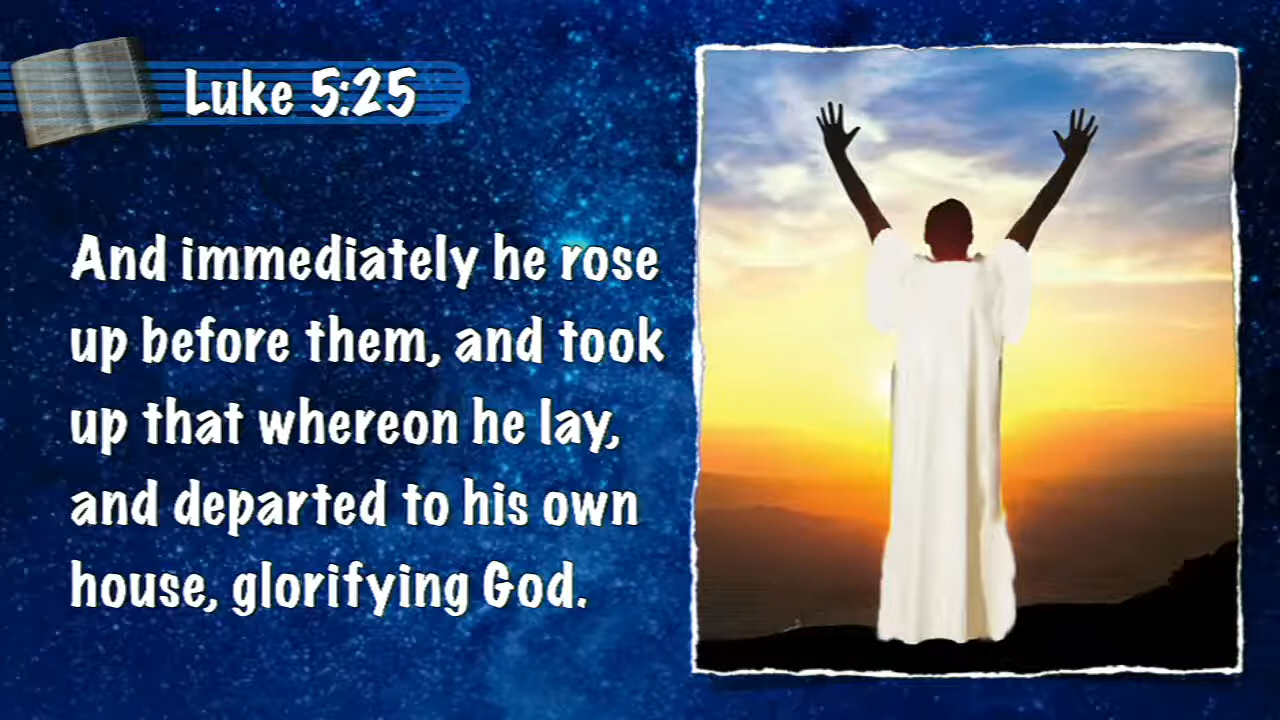 Luke 5:25
And immediately he rose
up before them, and took
up that whereon he lay,
and departed to his own
house, glorifying God.